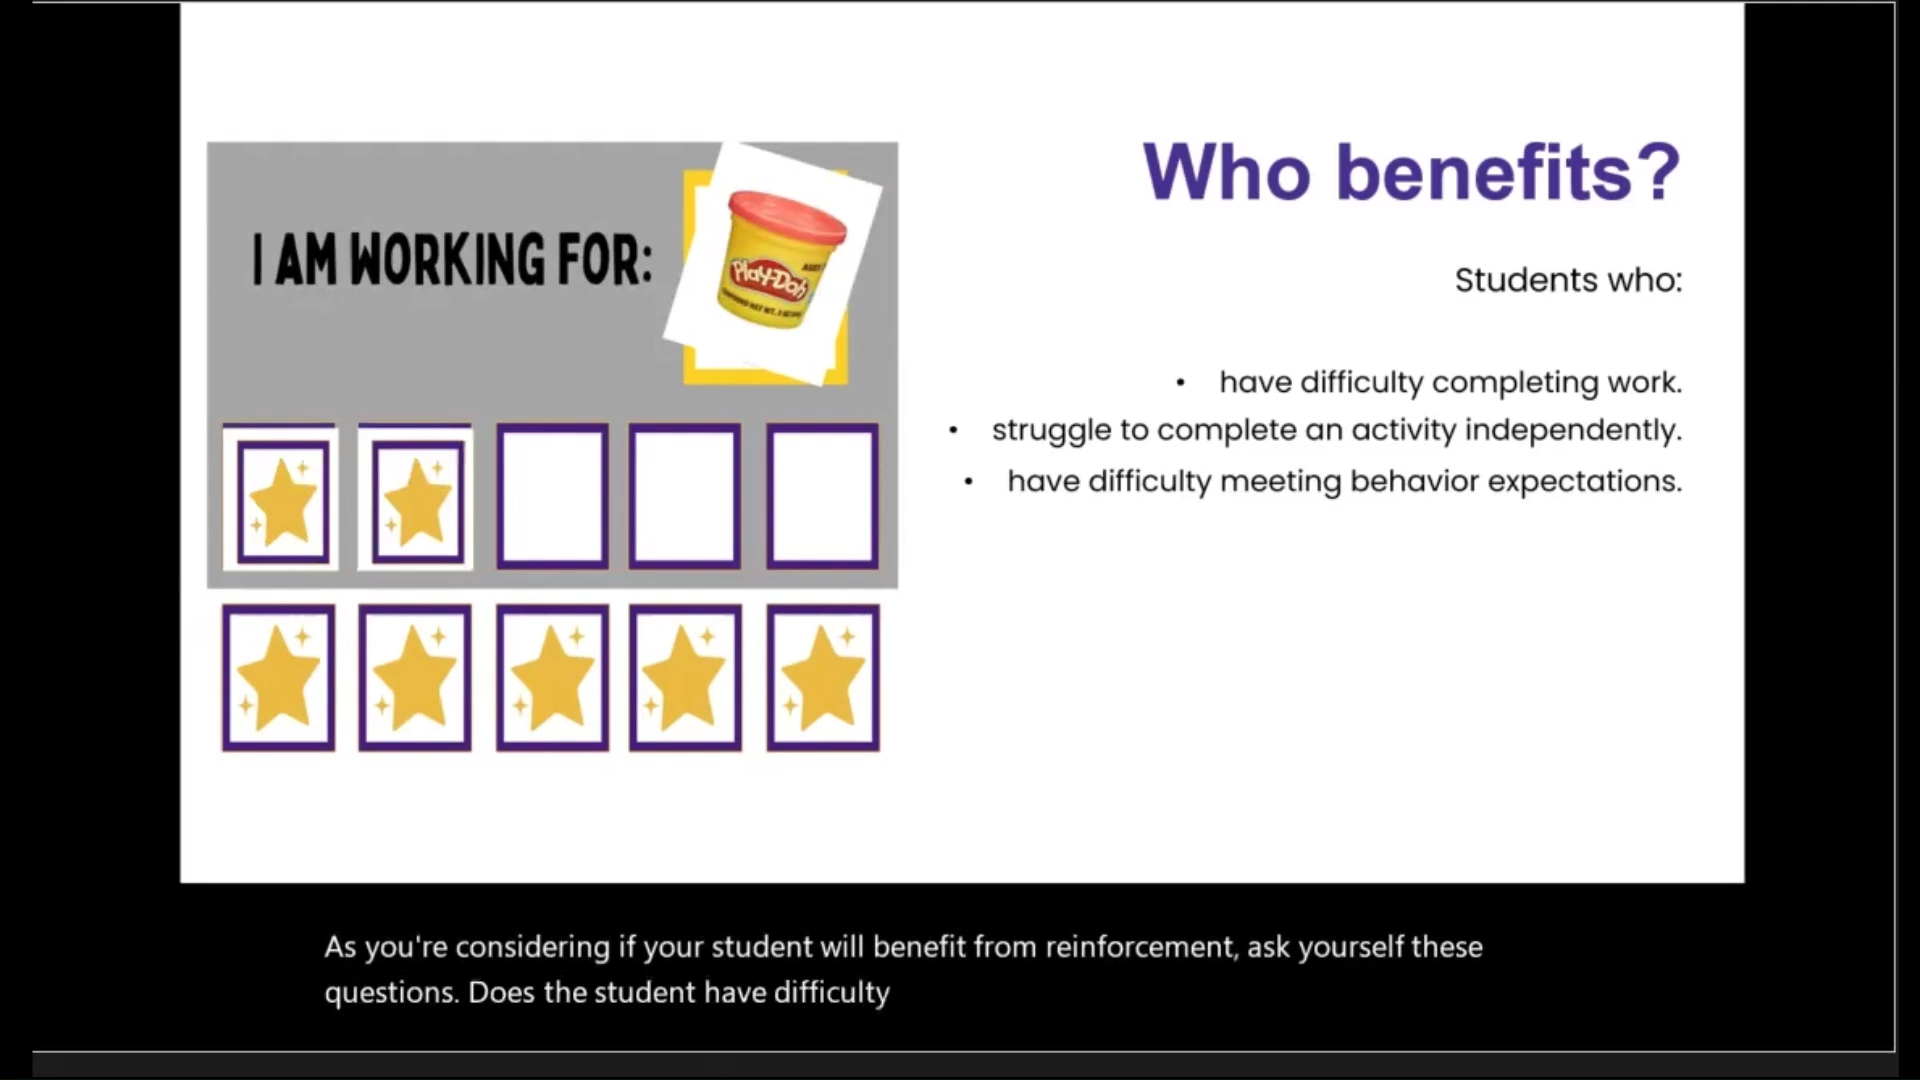 Who benefits?
I AM WORKING FOR:
Play-Doh
Students who:
• have difficulty completing work.
• struggle to complete an activity independently.
• have difficulty meeting behavior expectations.
As you're considering if your student will benefit from reinforcement, ask yourself these
questions. Does the student have difficulty